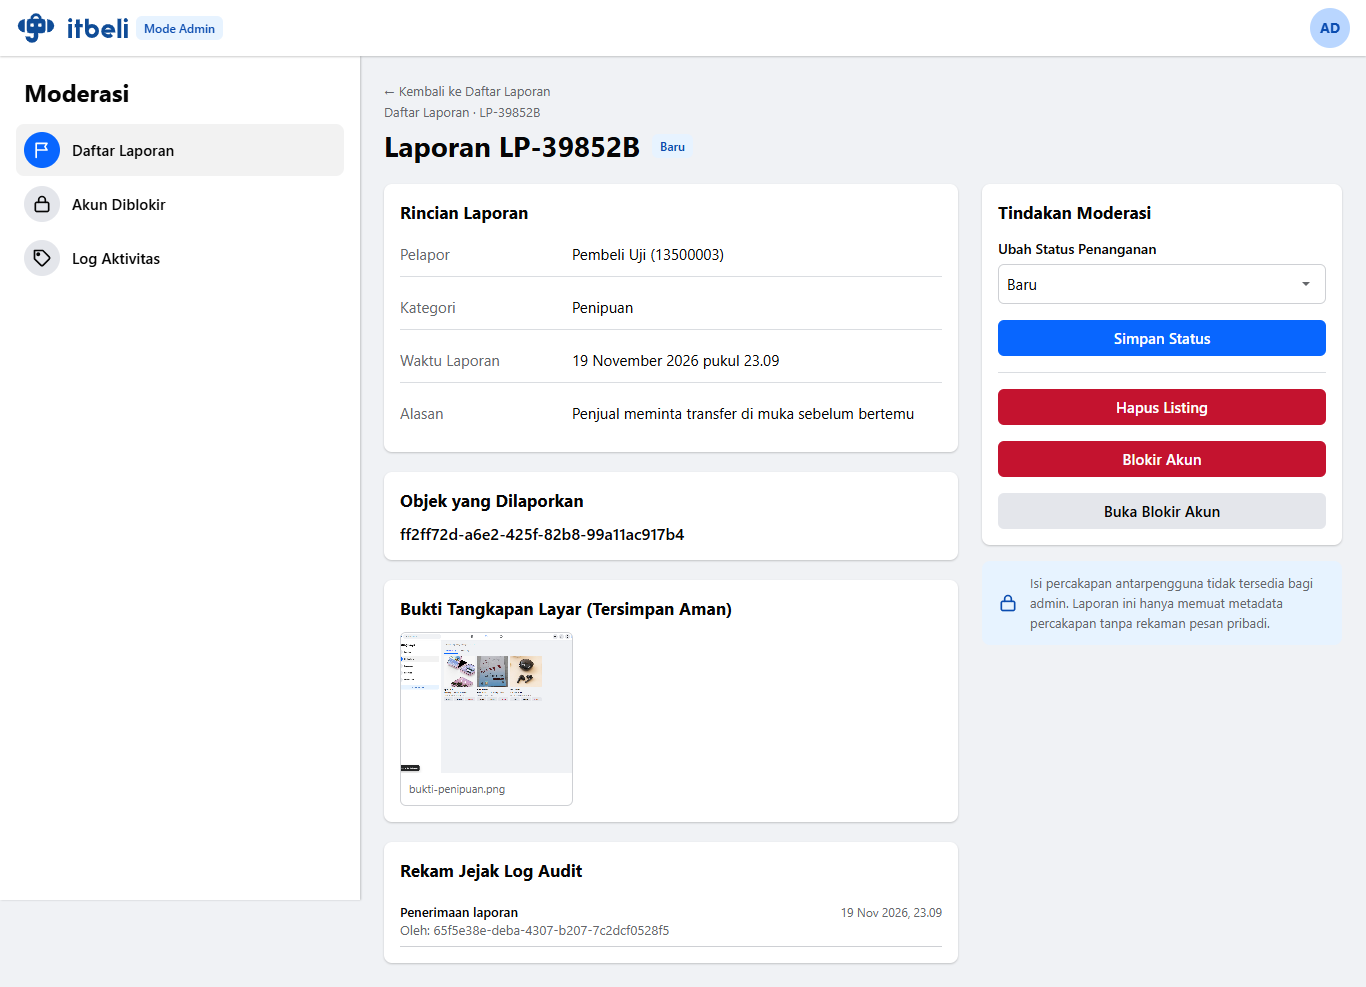 itbeli
Mode Admin
AD
Moderasi
Daftar Laporan
Akun Diblokir
Log Aktivitas
← Kembali ke Daftar Laporan
Daftar Laporan · LP-39852B
Laporan LP-39852B
Baru
Rincian Laporan
Pelapor
Pembeli Uji (13500003)
Kategori
Penipuan
Waktu Laporan
19 November 2026 pukul 23.09
Alasan
Penjual meminta transfer di muka sebelum bertemu
Objek yang Dilaporkan
ff2ff72d-a6e2-425f-82b8-99a11ac917b4
Bukti Tangkapan Layar (Tersimpan Aman)
bukti-penipuan.png
Rekam Jejak Log Audit
Penerimaan laporan
19 Nov 2026, 23.09
Oleh: 65f5e38e-deba-4307-b207-7c2dcf0528f5
Tindakan Moderasi
Ubah Status Penanganan
Baru
Simpan Status
Hapus Listing
Blokir Akun
Buka Blokir Akun
Isi percakapan antarpengguna tidak tersedia bagi
admin. Laporan ini hanya memuat metadata
percakapan tanpa rekaman pesan pribadi.